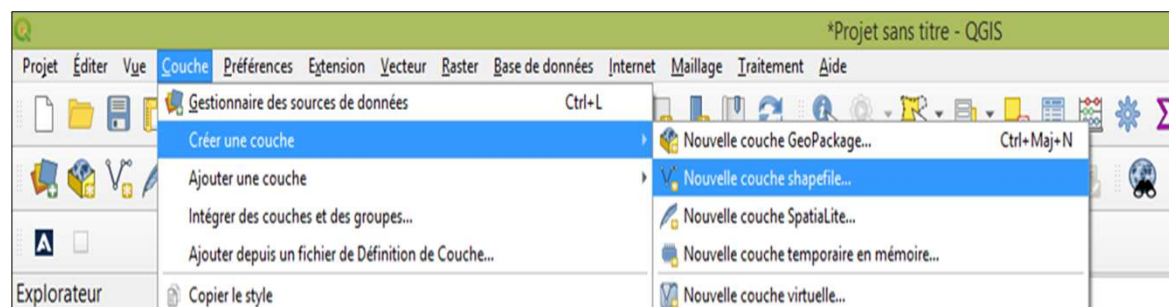 *Projet sans titre - QGIS
Projet Éditer Vue Couche Préférences Extension Vecteur Raster Base de données Internet Maillage Traitement Aide
Gestionnaire des sources de données Ctrl+L
Créer une couche
Nouvelle couche GeoPackage... Ctrl+Maj+N
Ajouter une couche
Nouvelle couche shapefile...
Intégrer des couches et des groupes...
Nouvelle couche SpatiaLite...
Ajouter depuis un fichier de Définition de Couche...
Nouvelle couche temporaire en mémoire...
Explorateur
Copier le style
Nouvelle couche virtuelle...